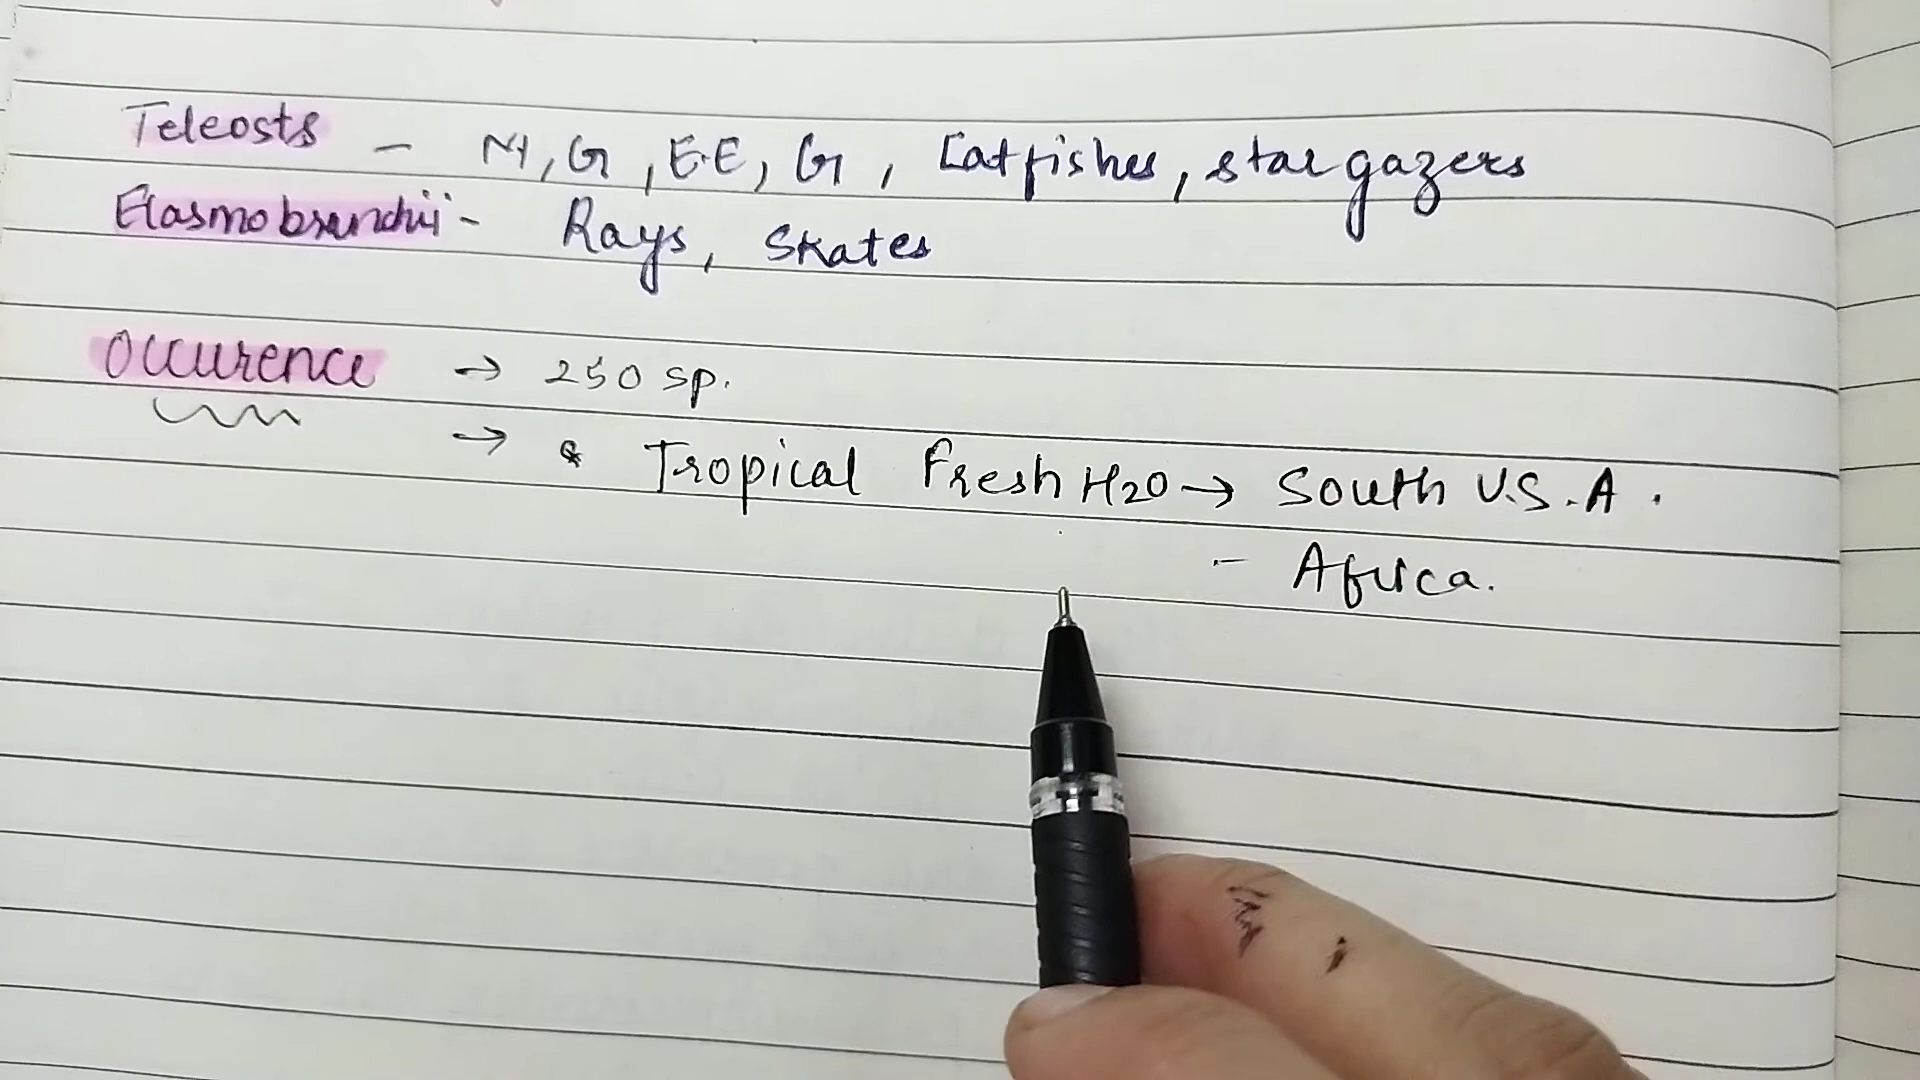 Teleosts - M, G, E.E, G, Catfishes, stargazers
Elasmobranchii - Rays, Skates
Occurence → 250 sp.
→ * Tropical Fresh H2O → South U.S.A.
- Africa.